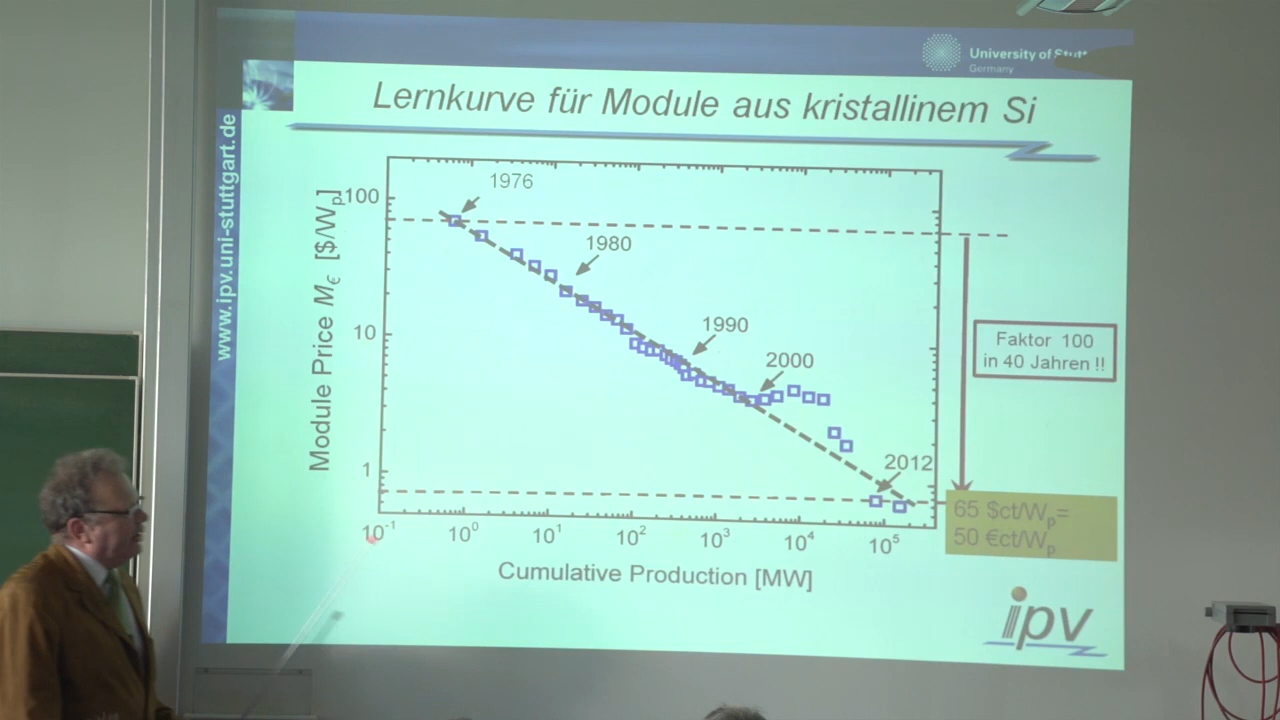 University of
Germany
Lernkurve für Module aus kristallinem Si
www.ipv.uni-stuttgart.de
Module Price M€ [$/Wp]
100
10
1
1976
1980
1990
2000
2012
Faktor 100
in 40 Jahren !!
65 $ct/Wp=
50 €ct/Wp
10-1 100 101 102 103 104 105
Cumulative Production [MW]
ipv